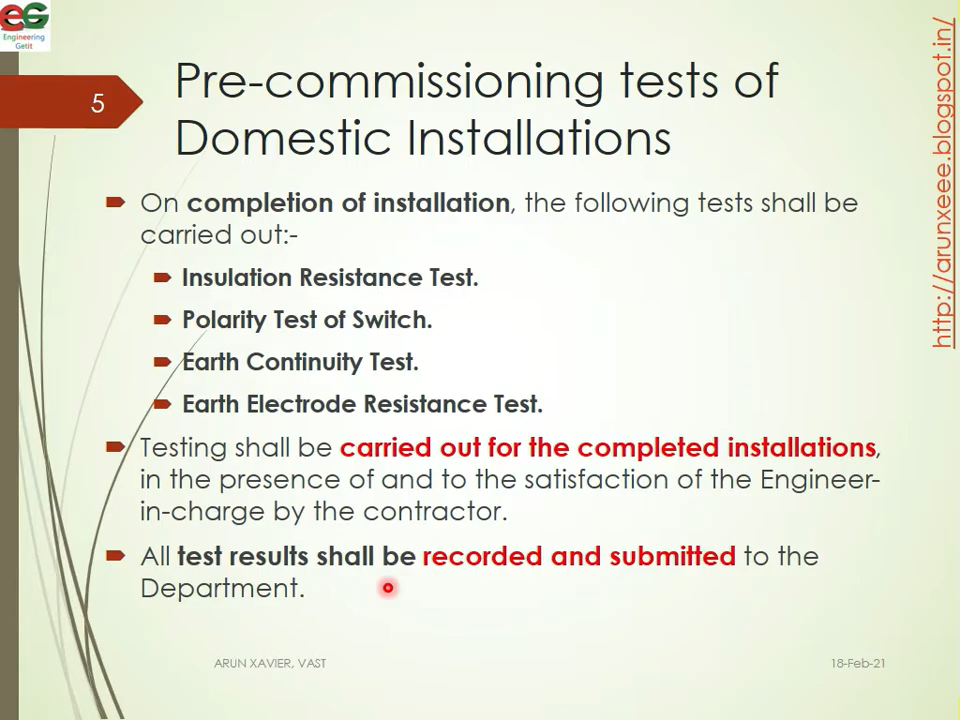 EG
Engineering
Getit
5
Pre-commissioning tests of
Domestic Installations
On completion of installation, the following tests shall be
carried out:-
Insulation Resistance Test.
Polarity Test of Switch.
Earth Continuity Test.
Earth Electrode Resistance Test.
Testing shall be carried out for the completed installations,
in the presence of and to the satisfaction of the Engineer-
in-charge by the contractor.
All test results shall be recorded and submitted to the
Department.
ARUN XAVIER, VAST
18-Feb-21
http://arunxeee.blogspot.in/